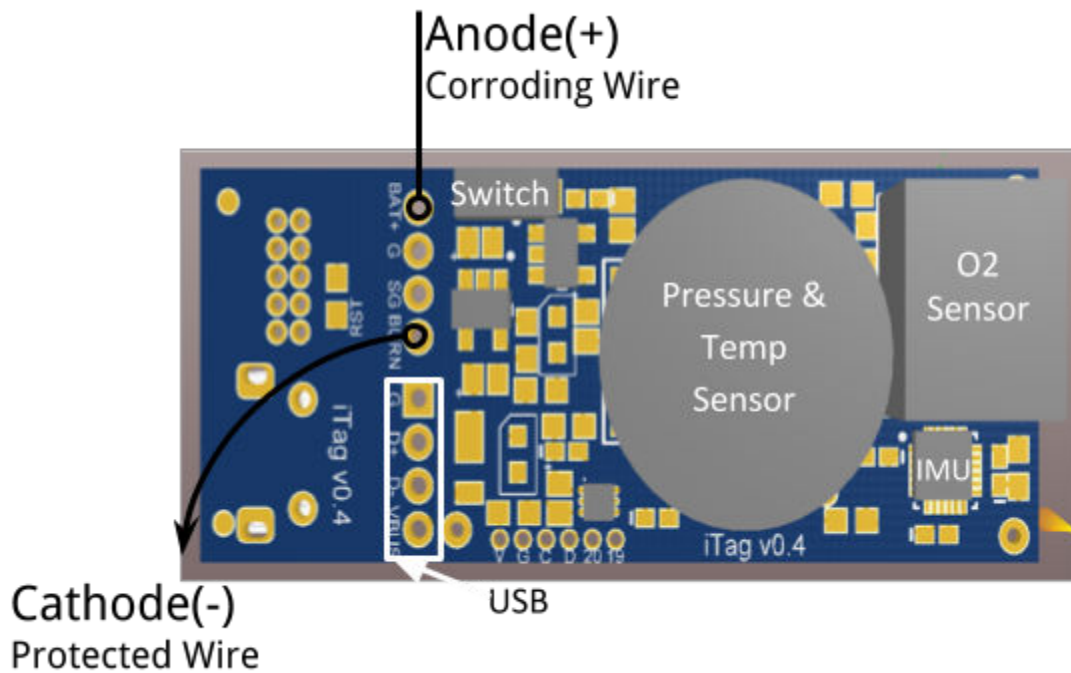 Anode(+)
Corroding Wire
BAT+
G
SG
BURN
RST
Switch
Pressure &
Temp
Sensor
O2
Sensor
IMU
iTag v0.4
G
D+
D-
VBUS
V G C D 20 19
iTag v0.4
USB
Cathode(-)
Protected Wire